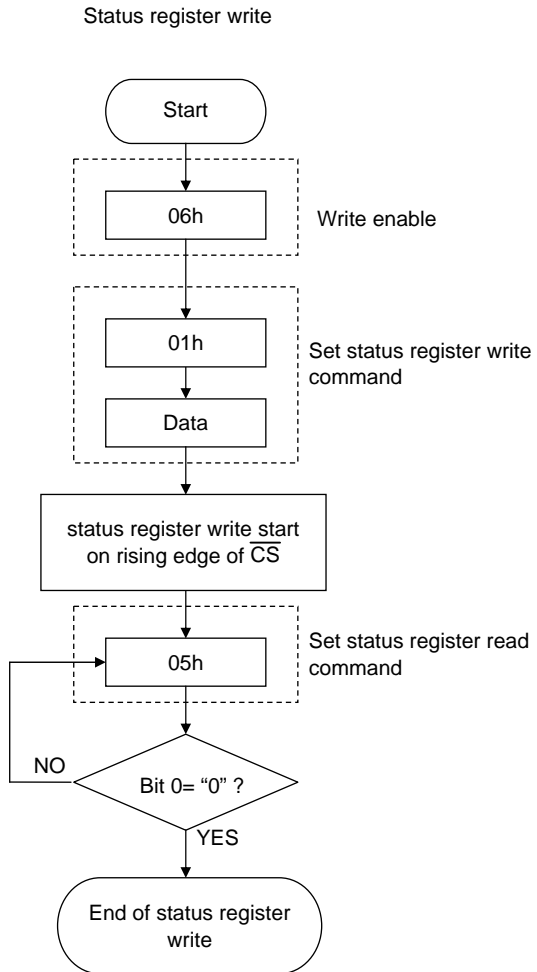 Status register write
Start
06h
Write enable
01h
Set status register write
command
Data
status register write start
on rising edge of C̅S̅
05h
Set status register read
command
NO
Bit 0= “0” ?
YES
End of status register
write